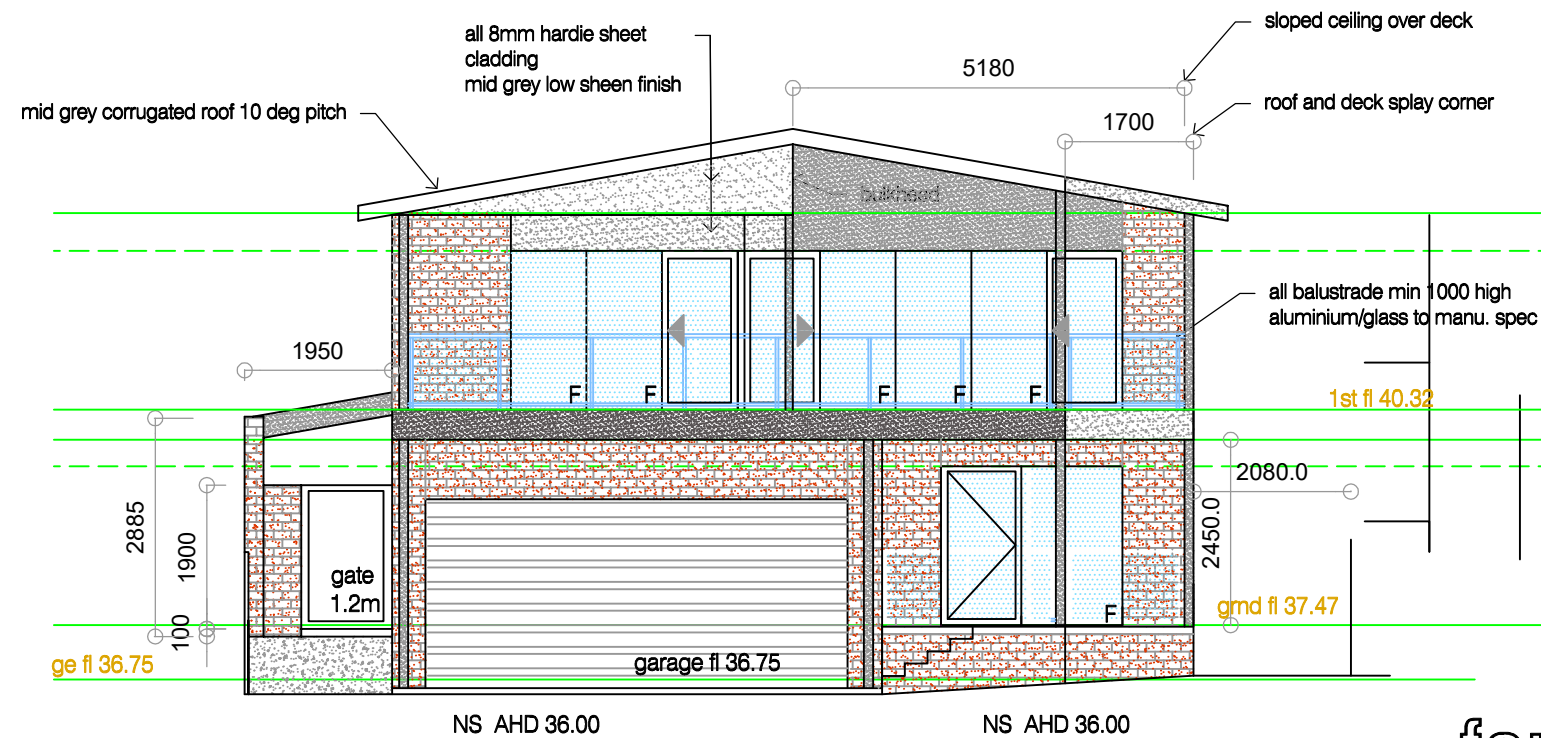 sloped ceiling over deck
all 8mm hardie sheet
cladding
mid grey low sheen finish
5180
mid grey corrugated roof 10 deg pitch
roof and deck splay corner
1700
bulkhead
all balustrade min 1000 high
aluminium/glass to manu. spec
1950
F
F
F
F
F
1st fl 40.32
2080.0
2885
1900
2450.0
gate
1.2m
100
F
grnd fl 37.47
ge fl 36.75
garage fl 36.75
NS AHD 36.00
NS AHD 36.00